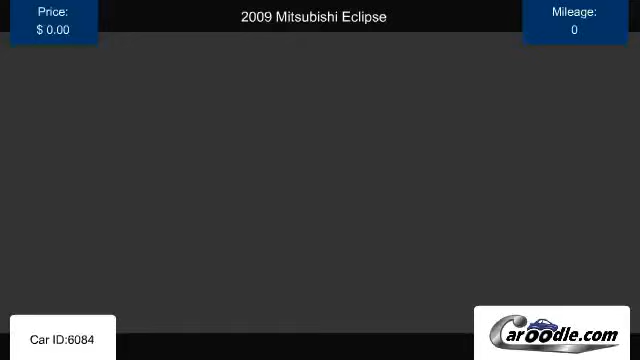 Price:
$ 0.00
2009 Mitsubishi Eclipse
Mileage:
0
Car ID:6084
Caroodle.com